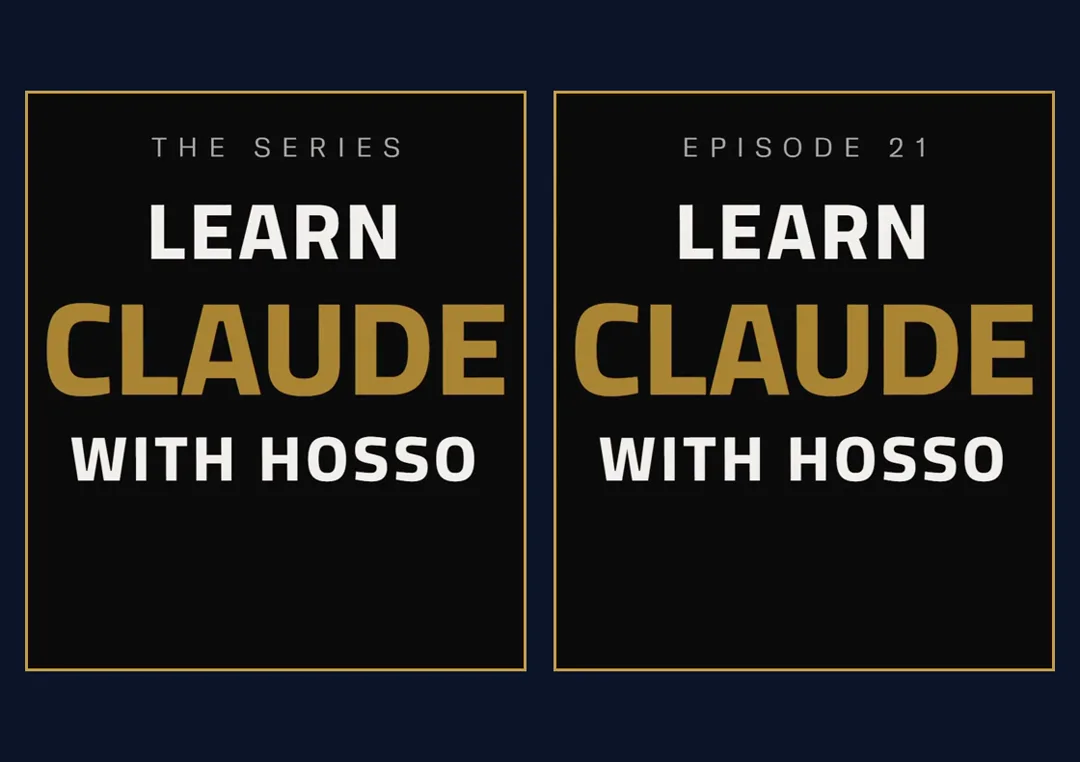 THE SERIES
LEARN
CLAUDE
WITH HOSSO
EPISODE 21
LEARN
CLAUDE
WITH HOSSO